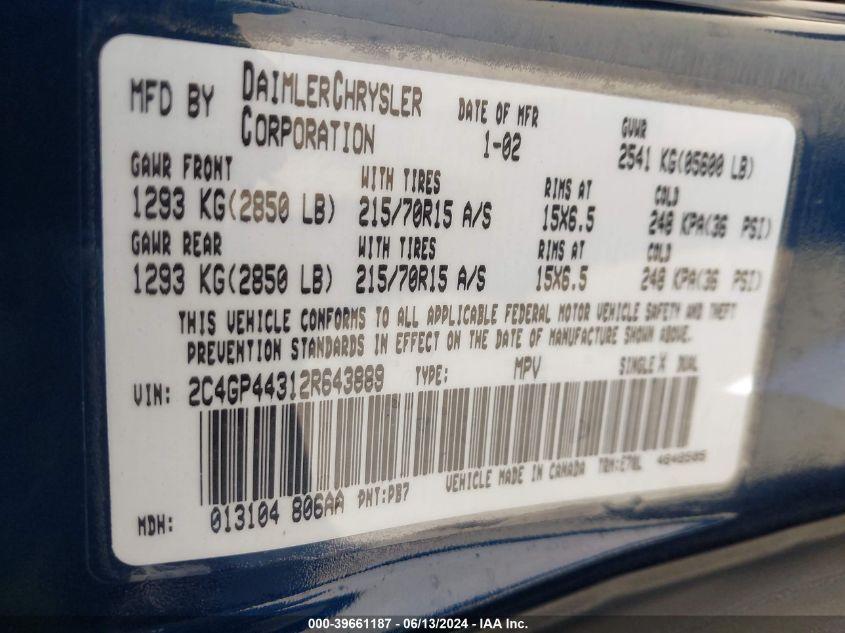 MFD BY DAIMLERCHRYSLER CORPORATION
DATE OF MFR 1-02
GVWR 2541 KG(05600 LB)
GAWR FRONT WITH TIRES RIMS AT COLD
1293 KG(2850 LB) 215/70R15 A/S 15X6.5 248 KPA(36 PSI)
GAWR REAR WITH TIRES RIMS AT COLD
1293 KG(2850 LB) 215/70R15 A/S 15X6.5 248 KPA(36 PSI)
THIS VEHICLE CONFORMS TO ALL APPLICABLE FEDERAL MOTOR VEHICLE SAFETY AND THEFT
PREVENTION STANDARDS IN EFFECT ON THE DATE OF MANUFACTURE SHOWN ABOVE.
VIN: 2C4GP44312R643889 TYPE: MPV SINGLE X DUAL
MDH: 013104 806AA PNT:PB7 VEHICLE MADE IN CANADA TRM:E7DL 4648505
000-39661187 - 06/13/2024 - IAA Inc.